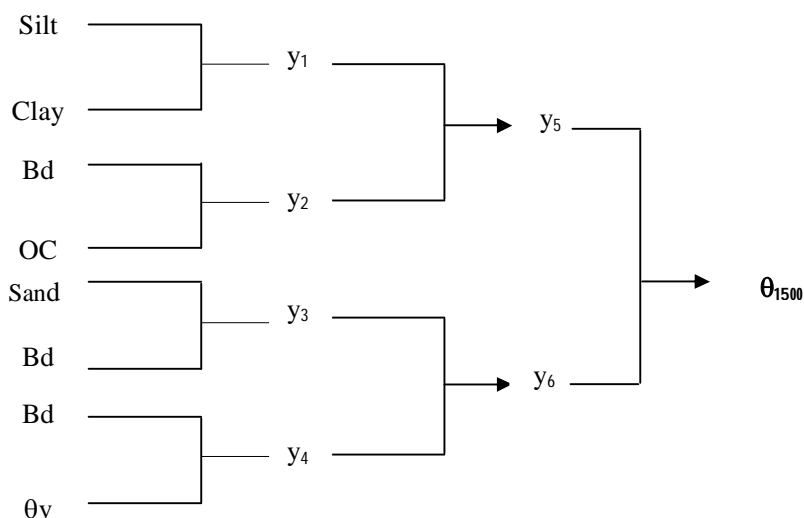 Silt
y₁
Clay
y₅
Bd
y₂
OC
Sand
θ₁₅₀₀
y₃
Bd
y₆
Bd
y₄
θv